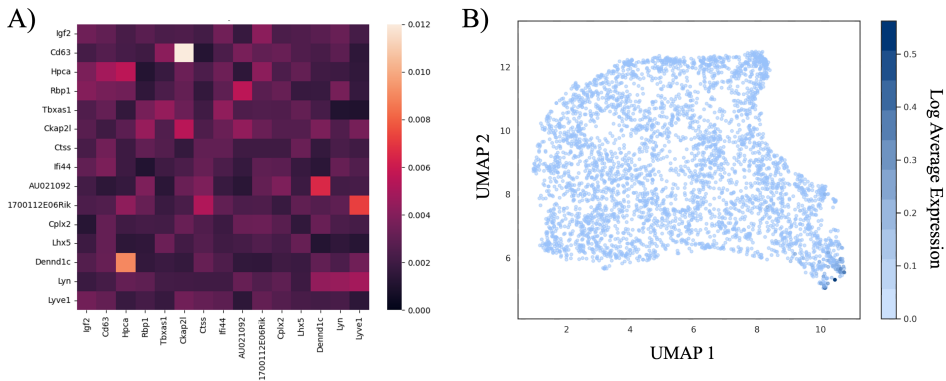 A)
Igf2
Cd63
Hpca
Rbp1
Tbxas1
Ckap2l
Ctss
Ifi44
AU021092
1700112E06Rik
Cplx2
Lhx5
Dennd1c
Lyn
Lyve1
Igf2
Cd63
Hpca
Rbp1
Tbxas1
Ckap2l
Ctss
Ifi44
AU021092
1700112E06Rik
Cplx2
Lhx5
Dennd1c
Lyn
Lyve1
0.012
0.010
0.008
0.006
0.004
0.002
0.000
B)
UMAP 2
12
10
8
6
2
4
6
8
10
UMAP 1
0.5
0.4
0.3
0.2
0.1
0.0
Log Average Expression